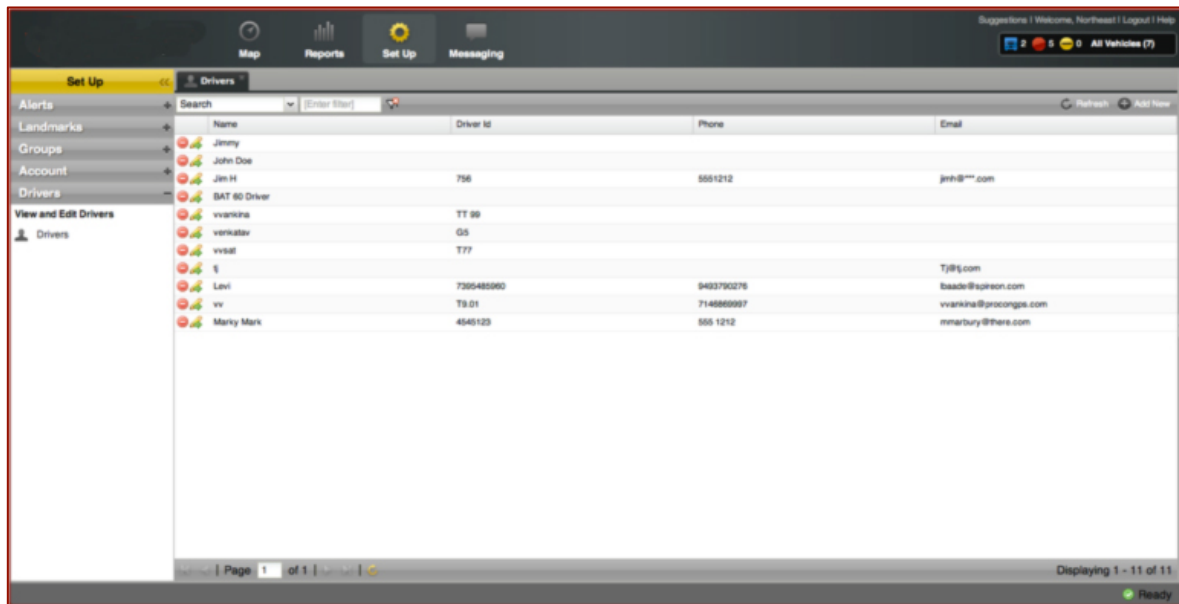 Suggestions | Welcome, Northeast | Logout | Help
Map Reports Set Up Messaging
2 5 0 All Vehicles (7)
Set Up Drivers
Alerts
Search [Enter filter] Refresh Add New
Landmarks
Name Driver Id Phone Email
Groups
Account
Drivers
View and Edit Drivers
Drivers
Jimmy
John Doe
Jim H 756 5551212 jimh@***.com
BAT 60 Driver
vvankina TT 99
venkatav G5
vvsat T77
tj Tj@tj.com
Levi 7395485960 9493790276 lbaade@spireon.com
vv T9.01 7146869997 vvankina@procongps.com
Marky Mark 4545123 555 1212 mmarbury@there.com
Page 1 of 1 Displaying 1 - 11 of 11
Ready